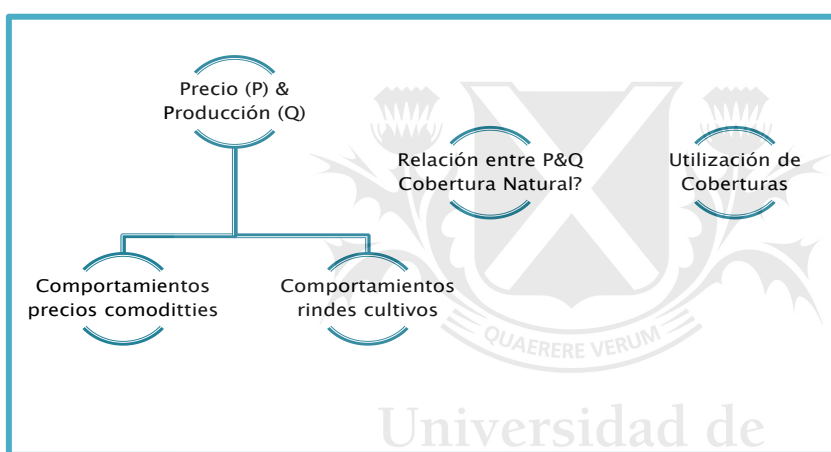 Precio (P) &
Producción (Q)
Relación entre P&Q
Cobertura Natural?
Utilización de
Coberturas
Comportamientos
precios comoditties
Comportamientos
rindes cultivos
QUAERERE VERUM
Universidad de